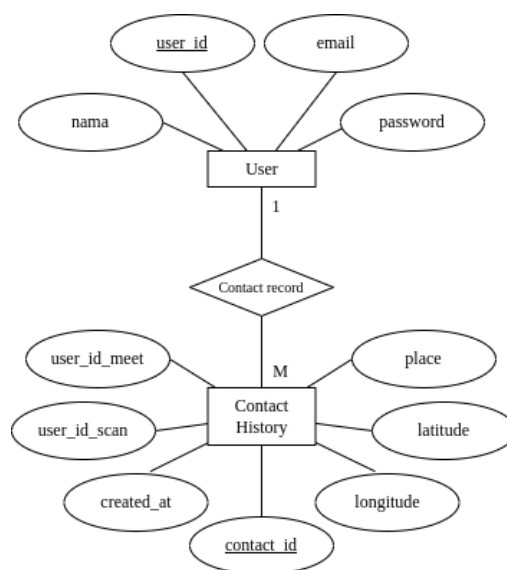 user_id
email
nama
password
User
1
Contact record
M
user_id_meet
place
Contact
History
user_id_scan
latitude
created_at
longitude
contact_id